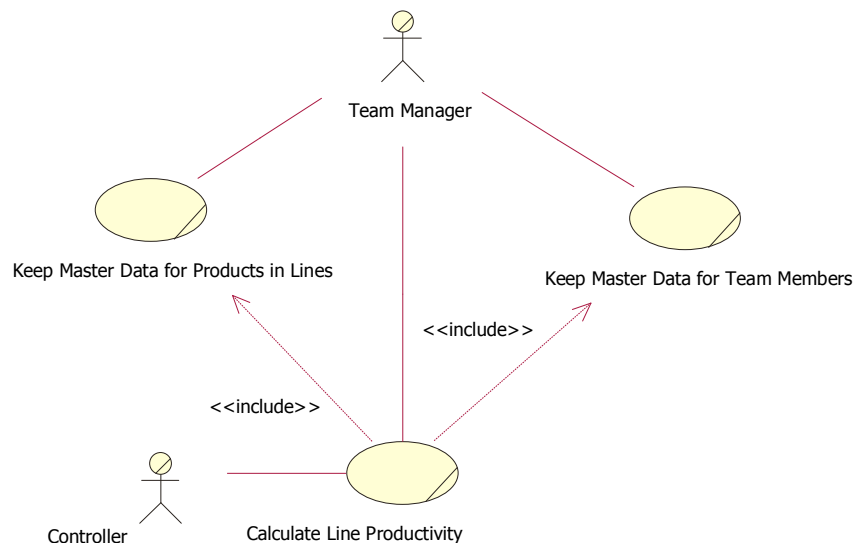 Team Manager
Keep Master Data for Products in Lines
Keep Master Data for Team Members
<<include>>
<<include>>
Controller
Calculate Line Productivity